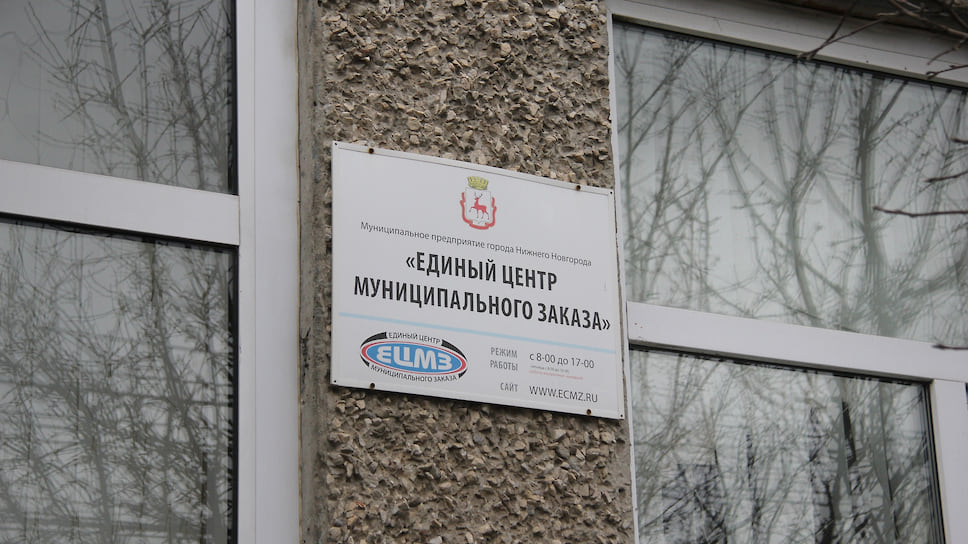 Муниципальное предприятие города Нижнего Новгорода
«ЕДИНЫЙ ЦЕНТР
МУНИЦИПАЛЬНОГО ЗАКАЗА»
ЕДИНЫЙ ЦЕНТР
ЕЦМЗ
МУНИЦИПАЛЬНОГО ЗАКАЗА
РЕЖИМ
РАБОТЫ
с 8-00 до 17-00
САЙТ
WWW.ECMZ.RU